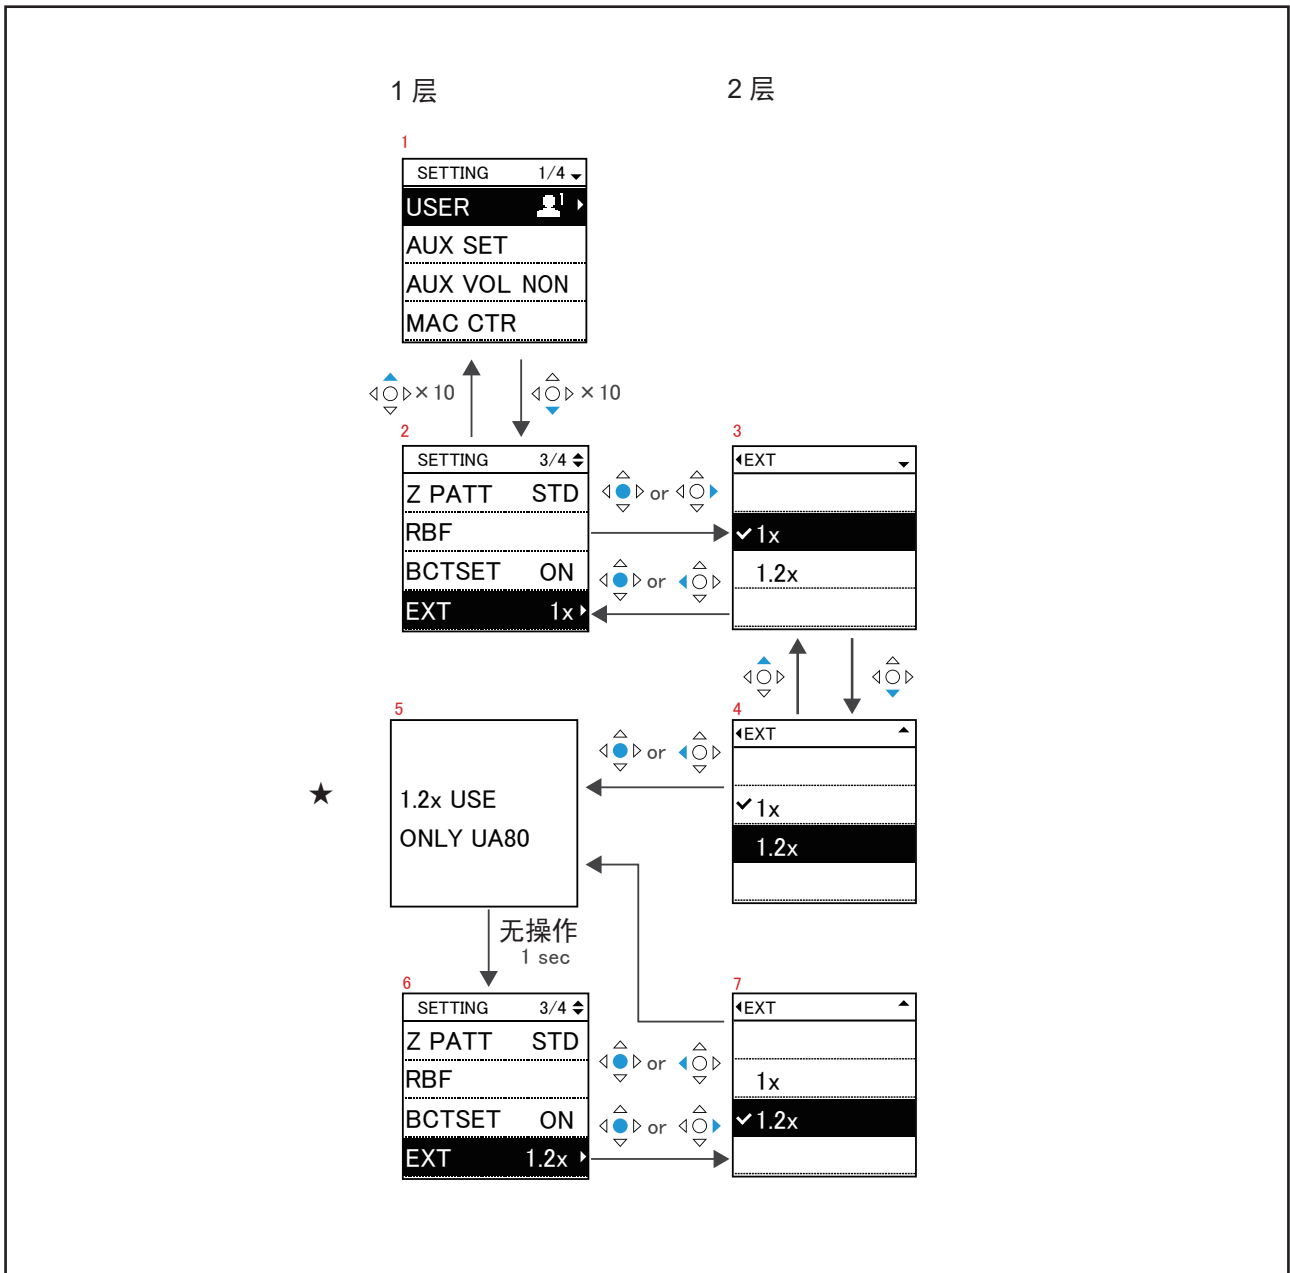 1 层
2 层
1
SETTING 1/4
USER 1
AUX SET
AUX VOL NON
MAC CTR
×10
×10
2
SETTING 3/4
Z PATT STD
RBF
BCTSET ON
EXT 1x
or
or
3
EXT
1x
1.2x
4
EXT
1x
1.2x
or
5
1.2x USE
ONLY UA80
无操作
1 sec
6
SETTING 3/4
Z PATT STD
RBF
BCTSET ON
EXT 1.2x
or
or
7
EXT
1x
1.2x